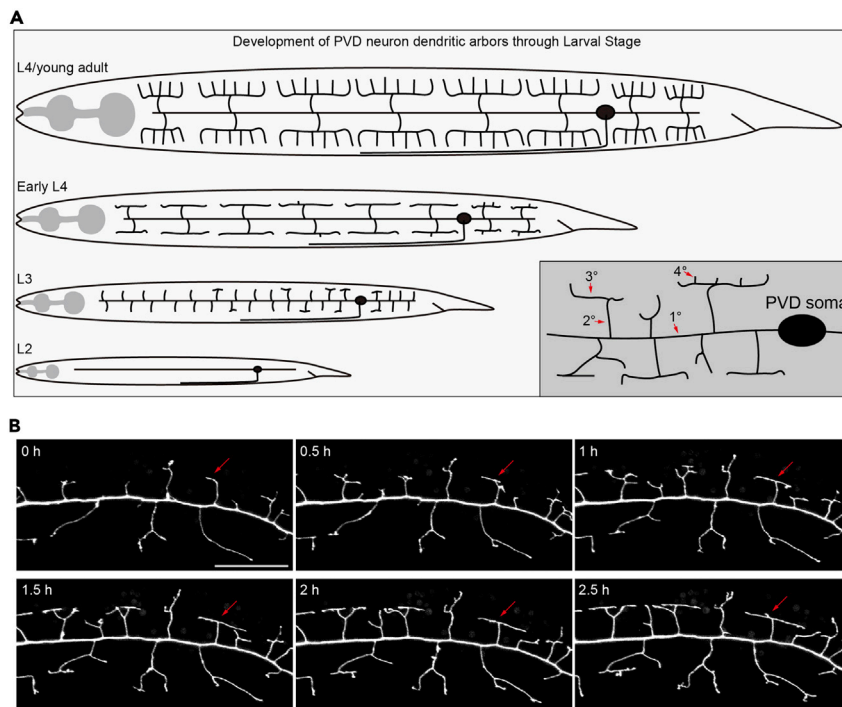 A
Development of PVD neuron dendritic arbors through Larval Stage
L4/young adult
Early L4
L3
L2
3°
4°
2°
1°
PVD soma
B
0 h
0.5 h
1 h
1.5 h
2 h
2.5 h